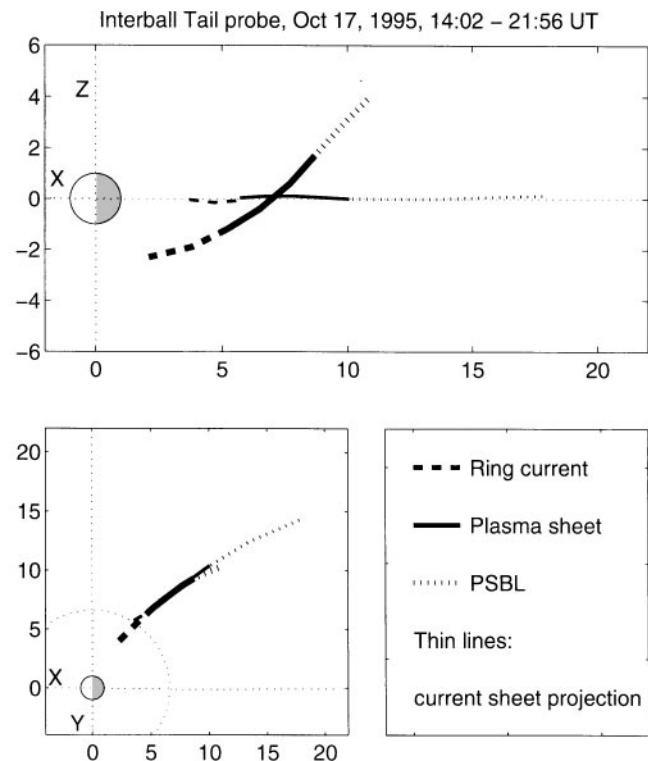 Interball Tail probe, Oct 17, 1995, 14:02 – 21:56 UT
6
4
2
0
−2
−4
−6
Z
X
0 5 10 15 20
20
15
10
5
0
X
Y
0 5 10 15 20
Ring current
Plasma sheet
PSBL
Thin lines:
current sheet projection